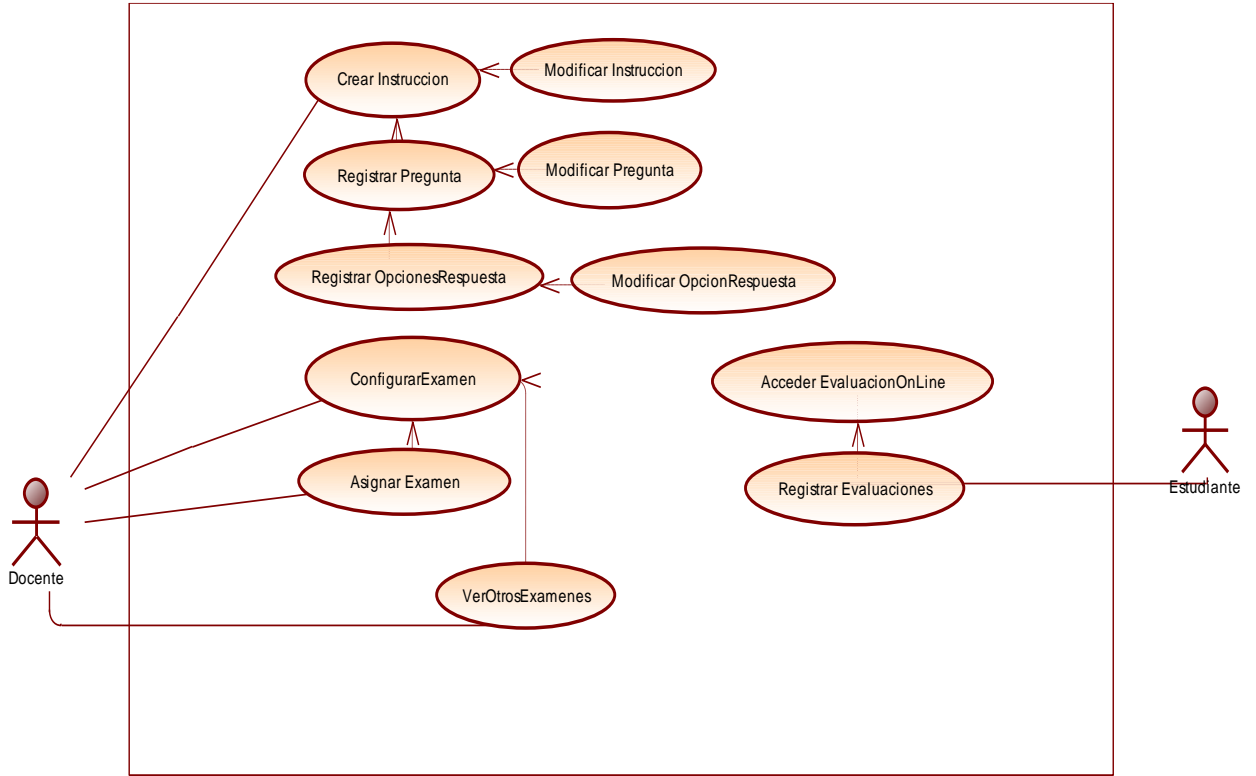 Crear Instruccion
Modificar Instruccion
Registrar Pregunta
Modificar Pregunta
Registrar OpcionesRespuesta
Modificar OpcionRespuesta
ConfigurarExamen
Acceder EvaluacionOnLine
Asignar Examen
Registrar Evaluaciones
Estudiante
Docente
VerOtrosExamenes